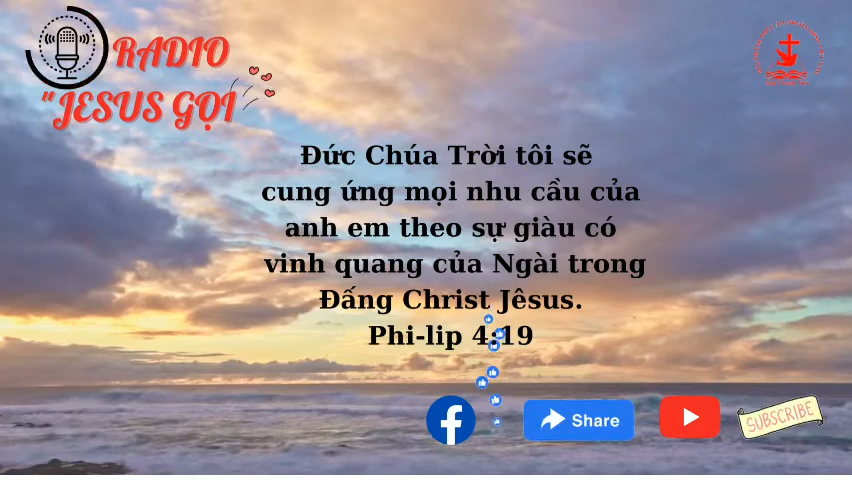 RADIO
"JESUS GỌI
Đức Chúa Trời tôi sẽ
cung ứng mọi nhu cầu của
anh em theo sự giàu có
vinh quang của Ngài trong
Đấng Christ Jêsus.
Phi-lip 4:19
Share
SUBSCRIBE